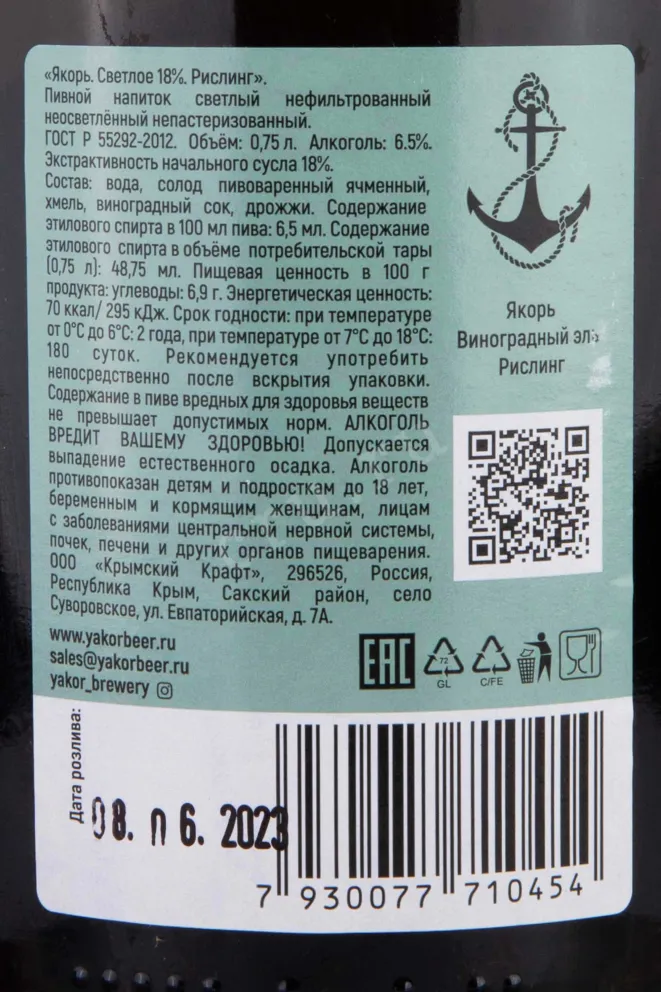 «Якорь. Светлое 18%. Рислинг».
Пивной напиток светлый нефильтрованный
неосветлённый непастеризованный.
ГОСТ Р 55292-2012. Объём: 0,75 л. Алкоголь: 6.5%.
Экстрактивность начального сусла 18%.
Состав: вода, солод пивоваренный ячменный,
хмель, виноградный сок, дрожжи. Содержание
этилового спирта в 100 мл пива: 6,5 мл. Содержание
этилового спирта в объёме потребительской тары
(0,75 л): 48,75 мл. Пищевая ценность в 100 г
продукта: углеводы: 6,9 г. Энергетическая ценность:
70 ккал/ 295 кДж. Срок годности: при температуре
от 0°С до 6°С: 2 года, при температуре от 7°С до 18°С:
180 суток. Рекомендуется употребить
непосредственно после вскрытия упаковки.
Содержание в пиве вредных для здоровья веществ
не превышает допустимых норм. АЛКОГОЛЬ
ВРЕДИТ ВАШЕМУ ЗДОРОВЬЮ! Допускается
выпадение естественного осадка. Алкоголь
противопоказан детям и подросткам до 18 лет,
беременным и кормящим женщинам, лицам
с заболеваниями центральной нервной системы,
почек, печени и других органов пищеварения.
ООО «Крымский Крафт», 296526, Россия,
Республика Крым, Сакский район, село
Суворовское, ул. Евпаторийская, д. 7А.
www.yakorbeer.ru
sales@yakorbeer.ru
yakor_brewery
Якорь
Виноградный эль
Рислинг
EAC
72
GL
C/FE
Дата розлива:
08. 06. 2023
7 930077 710454